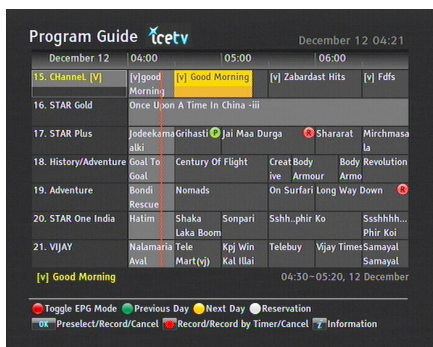 Program Guide icetv
December 12 04:21
December 12 04:00 05:00 06:00
15. CHanneL [V] [v]good [v] Good Morning [v] Zabardast Hits [v] Fdfs
Morning
16. STAR Gold Once Upon A Time In China -iii
17. STAR Plus Jodeekama Grihasti P Jai Maa Durga R Shararat Mirchmasa
alki la
18. History/Adventure Goal To Century Of Flight Creat Body Body Revolution
Goal ive Armour Armo
19. Adventure Bondi Nomads On Surfari Long Way Down R
Rescue
20. STAR One India Hatim Shaka Sonpari Sshh..phir Ko Ssshhhh...
Laka Boom Phir Koi
21. VIJAY Nalamaria Tele Kpj Win Telebuy Vijay Times Samayal
Aval Mart(vj) Kal Illai Samayal
[v] Good Morning 04:30~05:20, 12 December
Toggle EPG Mode Previous Day Next Day Reservation
OK Preselect/Record/Cancel Record/Record by Timer/Cancel i Information